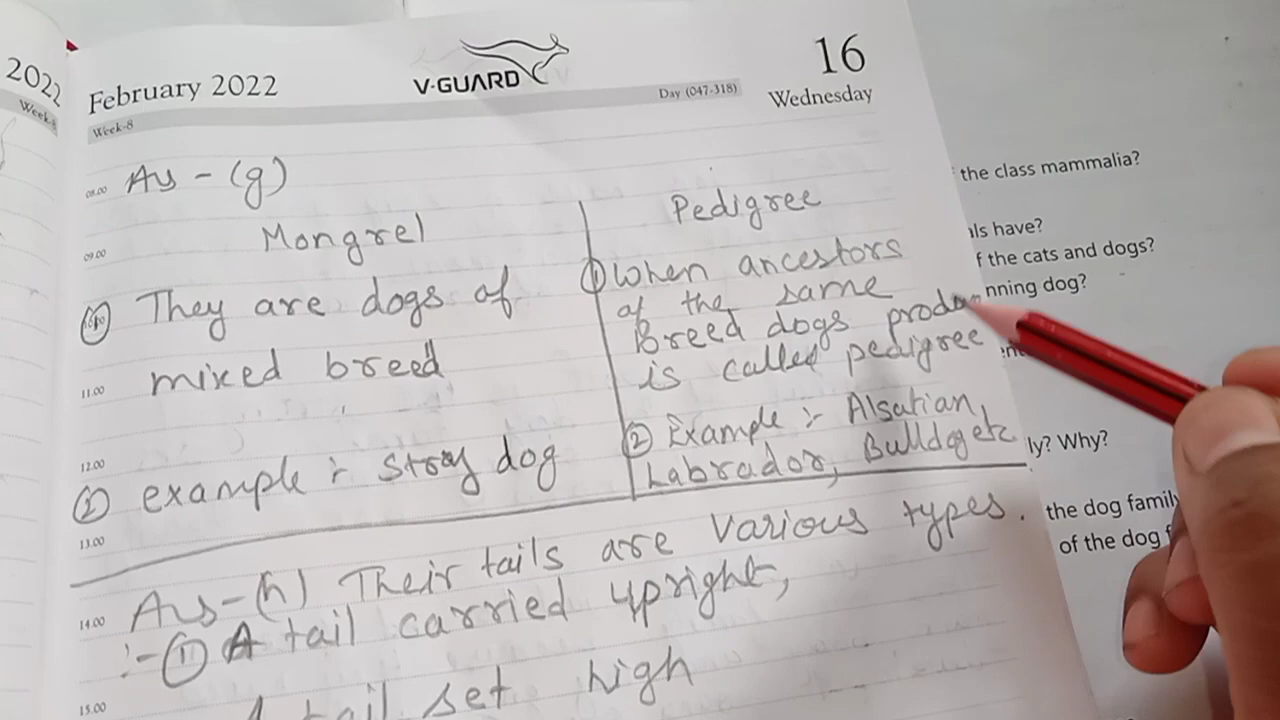 2022
Week-8
February 2022
V-GUARD
16
Week-8
Day (047-318)
Wednesday
08.00
Ans - (g)
Mongrel
Pedigree
09.00
① They are dogs of
mixed breed
11.00
12.00
② example :- stray dog
① When ancestors
of the same
Breed dogs
is called pedigree
② Example :- Alsatian,
Labrador, Bulldog etc
13.00
14.00
Ans-(h) Their tails are various types.
:- ① A tail carried upright,
15.00
A tail set high
the class mammalia?
als have?
f the cats and dogs?
nning dog?
ly? Why?
the dog family
of the dog f